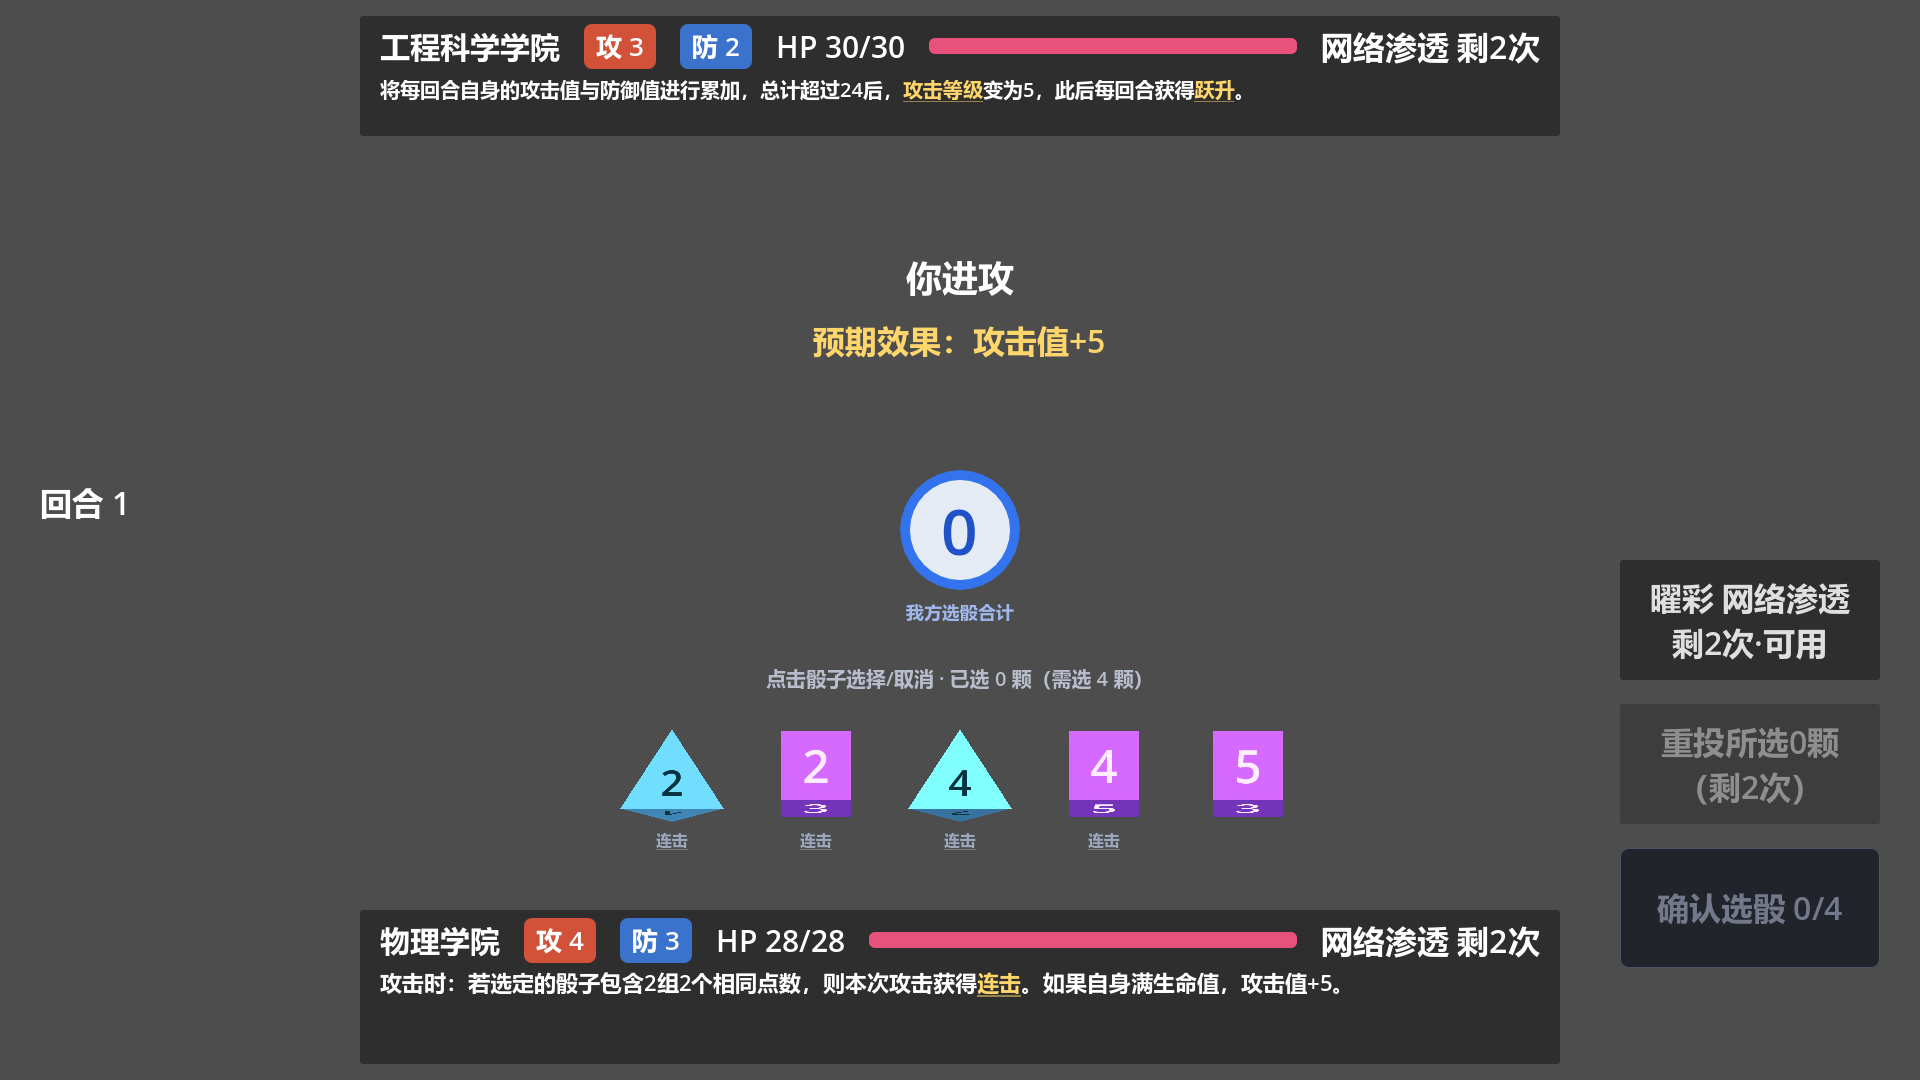 工程科学学院 攻 3 防 2 HP 30/30 网络渗透 剩2次
将每回合自身的攻击值与防御值进行累加，总计超过24后，攻击等级变为5，此后每回合获得跃升。
你进攻
预期效果：攻击值+5
回合 1
0
我方选骰合计
曜彩 网络渗透
剩2次·可用
点击骰子选择/取消 · 已选 0 颗（需选 4 颗）
重投所选0颗
（剩2次）
2 2 4 4 5
3 5 3
连击 连击 连击 连击
确认选骰 0/4
物理学院 攻 4 防 3 HP 28/28 网络渗透 剩2次
攻击时：若选定的骰子包含2组2个相同点数，则本次攻击获得连击。如果自身满生命值，攻击值+5。